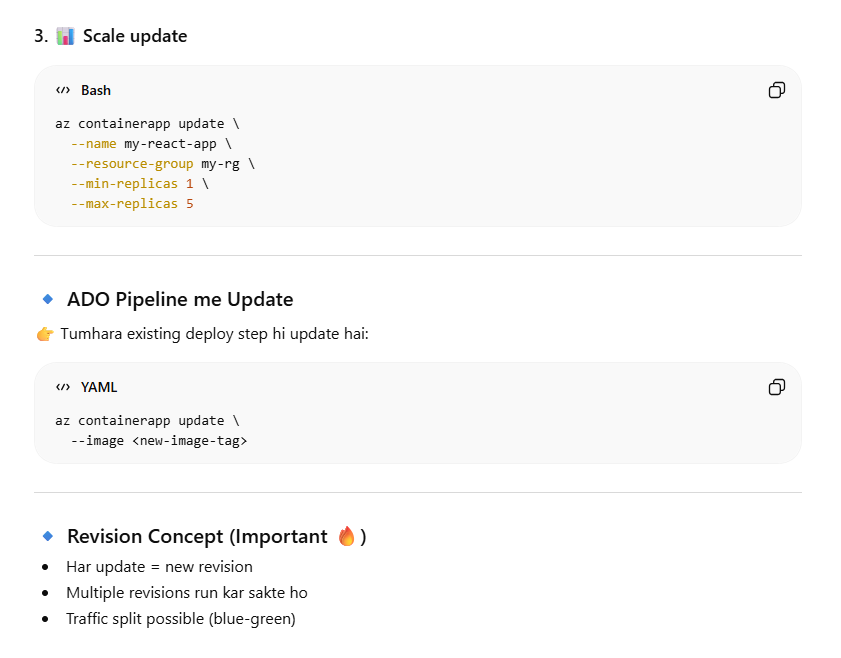 3. 📊 Scale update
</> Bash
az containerapp update \
--name my-react-app \
--resource-group my-rg \
--min-replicas 1 \
--max-replicas 5
🔹 ADO Pipeline me Update
👉 Tumhara existing deploy step hi update hai:
</> YAML
az containerapp update \
--image <new-image-tag>
🔹 Revision Concept (Important 🔥)
• Har update = new revision
• Multiple revisions run kar sakte ho
• Traffic split possible (blue-green)